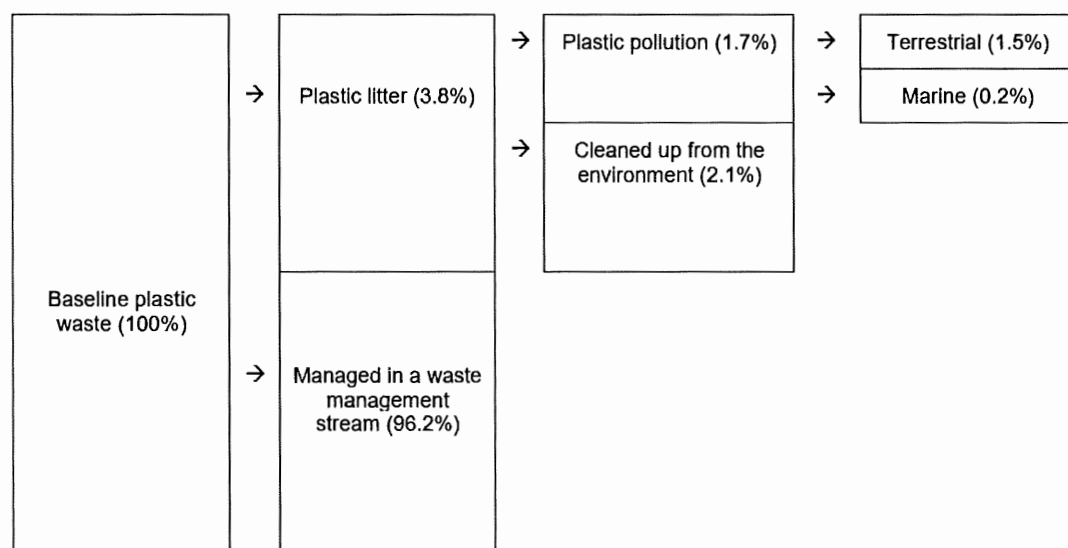 → Plastic pollution (1.7%) → Terrestrial (1.5%)
→ Plastic litter (3.8%) → Marine (0.2%)
→ Cleaned up from the
environment (2.1%)
Baseline plastic
waste (100%)
→ Managed in a waste
management
stream (96.2%)